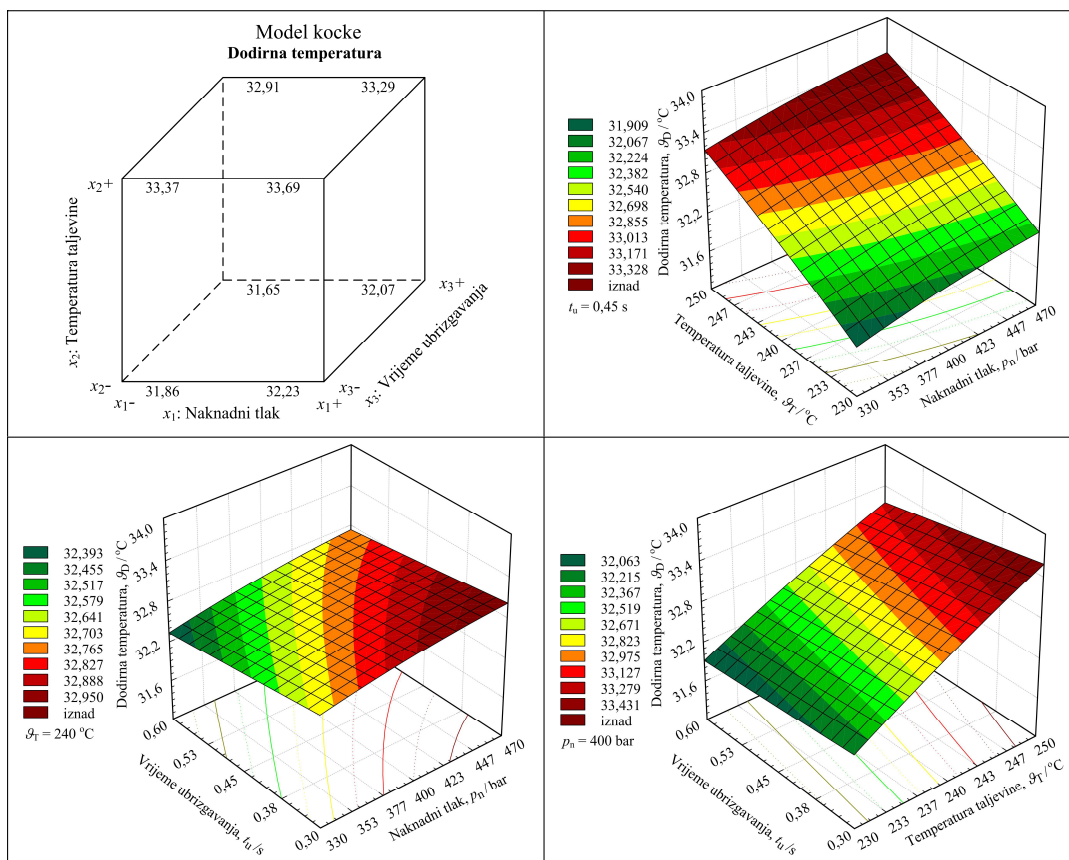 Model kocke
Dodirna temperatura
32,91 33,29
x2+ 33,37 33,69
31,65 32,07 x3+
x2: Temperatura taljevine
x3: Vrijeme ubrizgavanja
x2- 31,86 32,23 x3-
x1- x1+
x1: Naknadni tlak
34,0
33,4
32,8
32,2
31,6
Dodirna temperatura, ϑD/°C
31,909
32,067
32,224
32,382
32,540
32,698
32,855
33,013
33,171
33,328
iznad
tu = 0,45 s
250
247
243
240
237
233
230
Temperatura taljevine, ϑT/°C
330 353 377 400 423 447 470
Naknadni tlak, pn/bar
34,0
33,4
32,8
32,2
31,6
Dodirna temperatura, ϑD/°C
32,393
32,455
32,517
32,579
32,641
32,703
32,765
32,827
32,888
32,950
iznad
ϑT = 240 °C
0,60
0,53
0,45
0,38
0,30
Vrijeme ubrizgavanja, tu/s
330 353 377 400 423 447 470
Naknadni tlak, pn/bar
34,0
33,4
32,8
32,2
31,6
Dodirna temperatura, ϑD/°C
32,063
32,215
32,367
32,519
32,671
32,823
32,975
33,127
33,279
33,431
iznad
pn = 400 bar
0,60
0,53
0,45
0,38
0,30
Vrijeme ubrizgavanja, tu/s
230 233 237 240 243 247 250
Temperatura taljevine, ϑT/°C